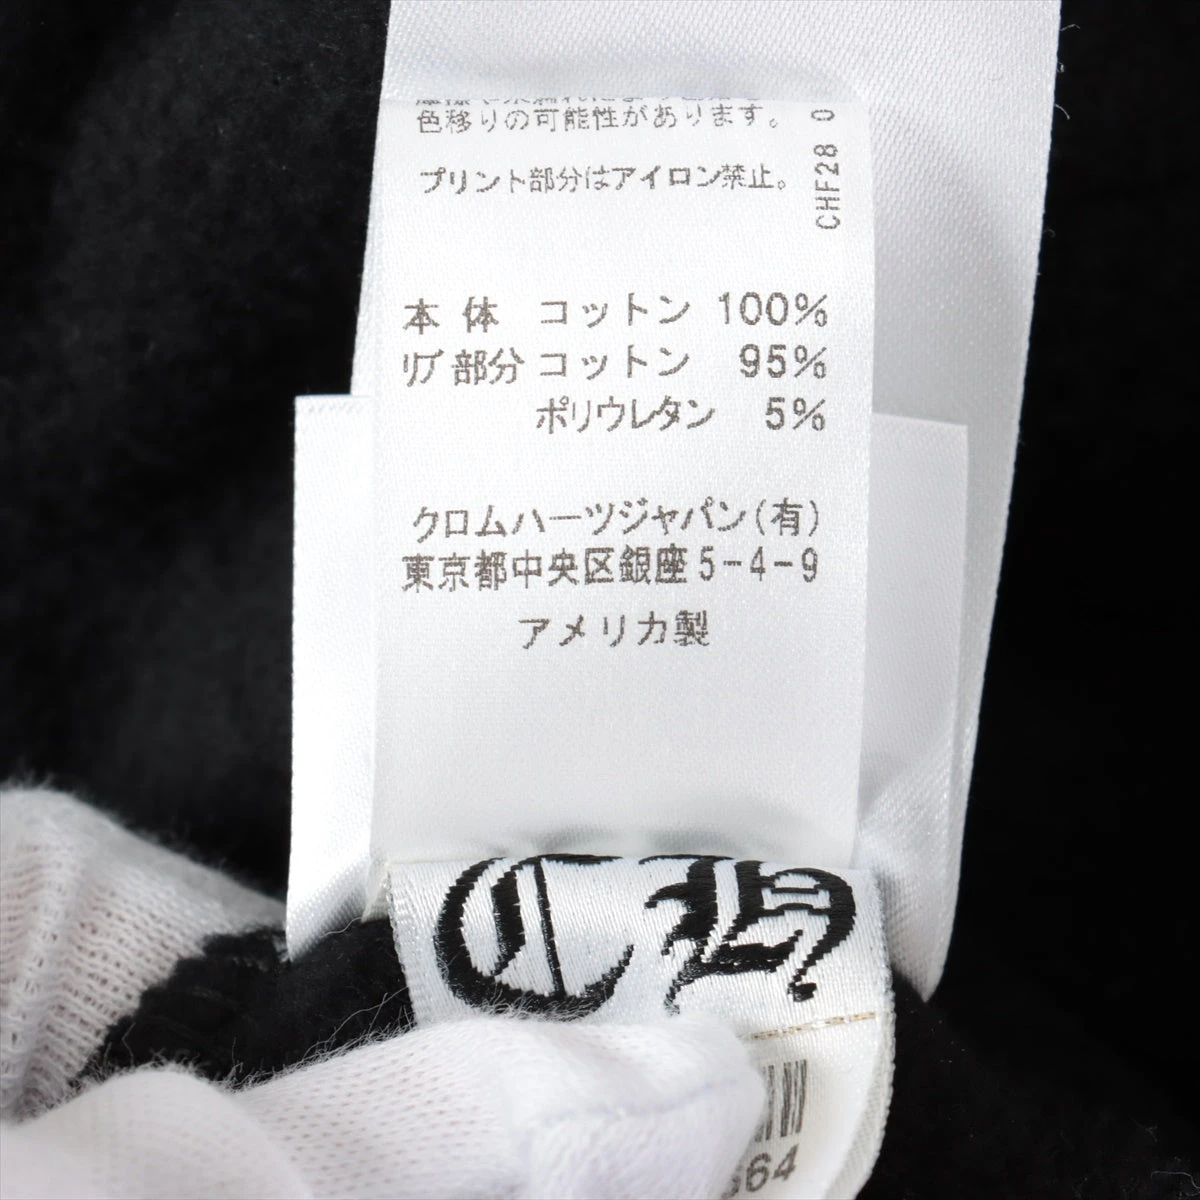 色移りの可能性があります。
プリント部分はアイロン禁止。
CHF28 0
本体 コットン 100%
リブ部分 コットン 95%
ポリウレタン 5%
クロムハーツジャパン(有)
東京都中央区銀座5-4-9
アメリカ製
CH
64